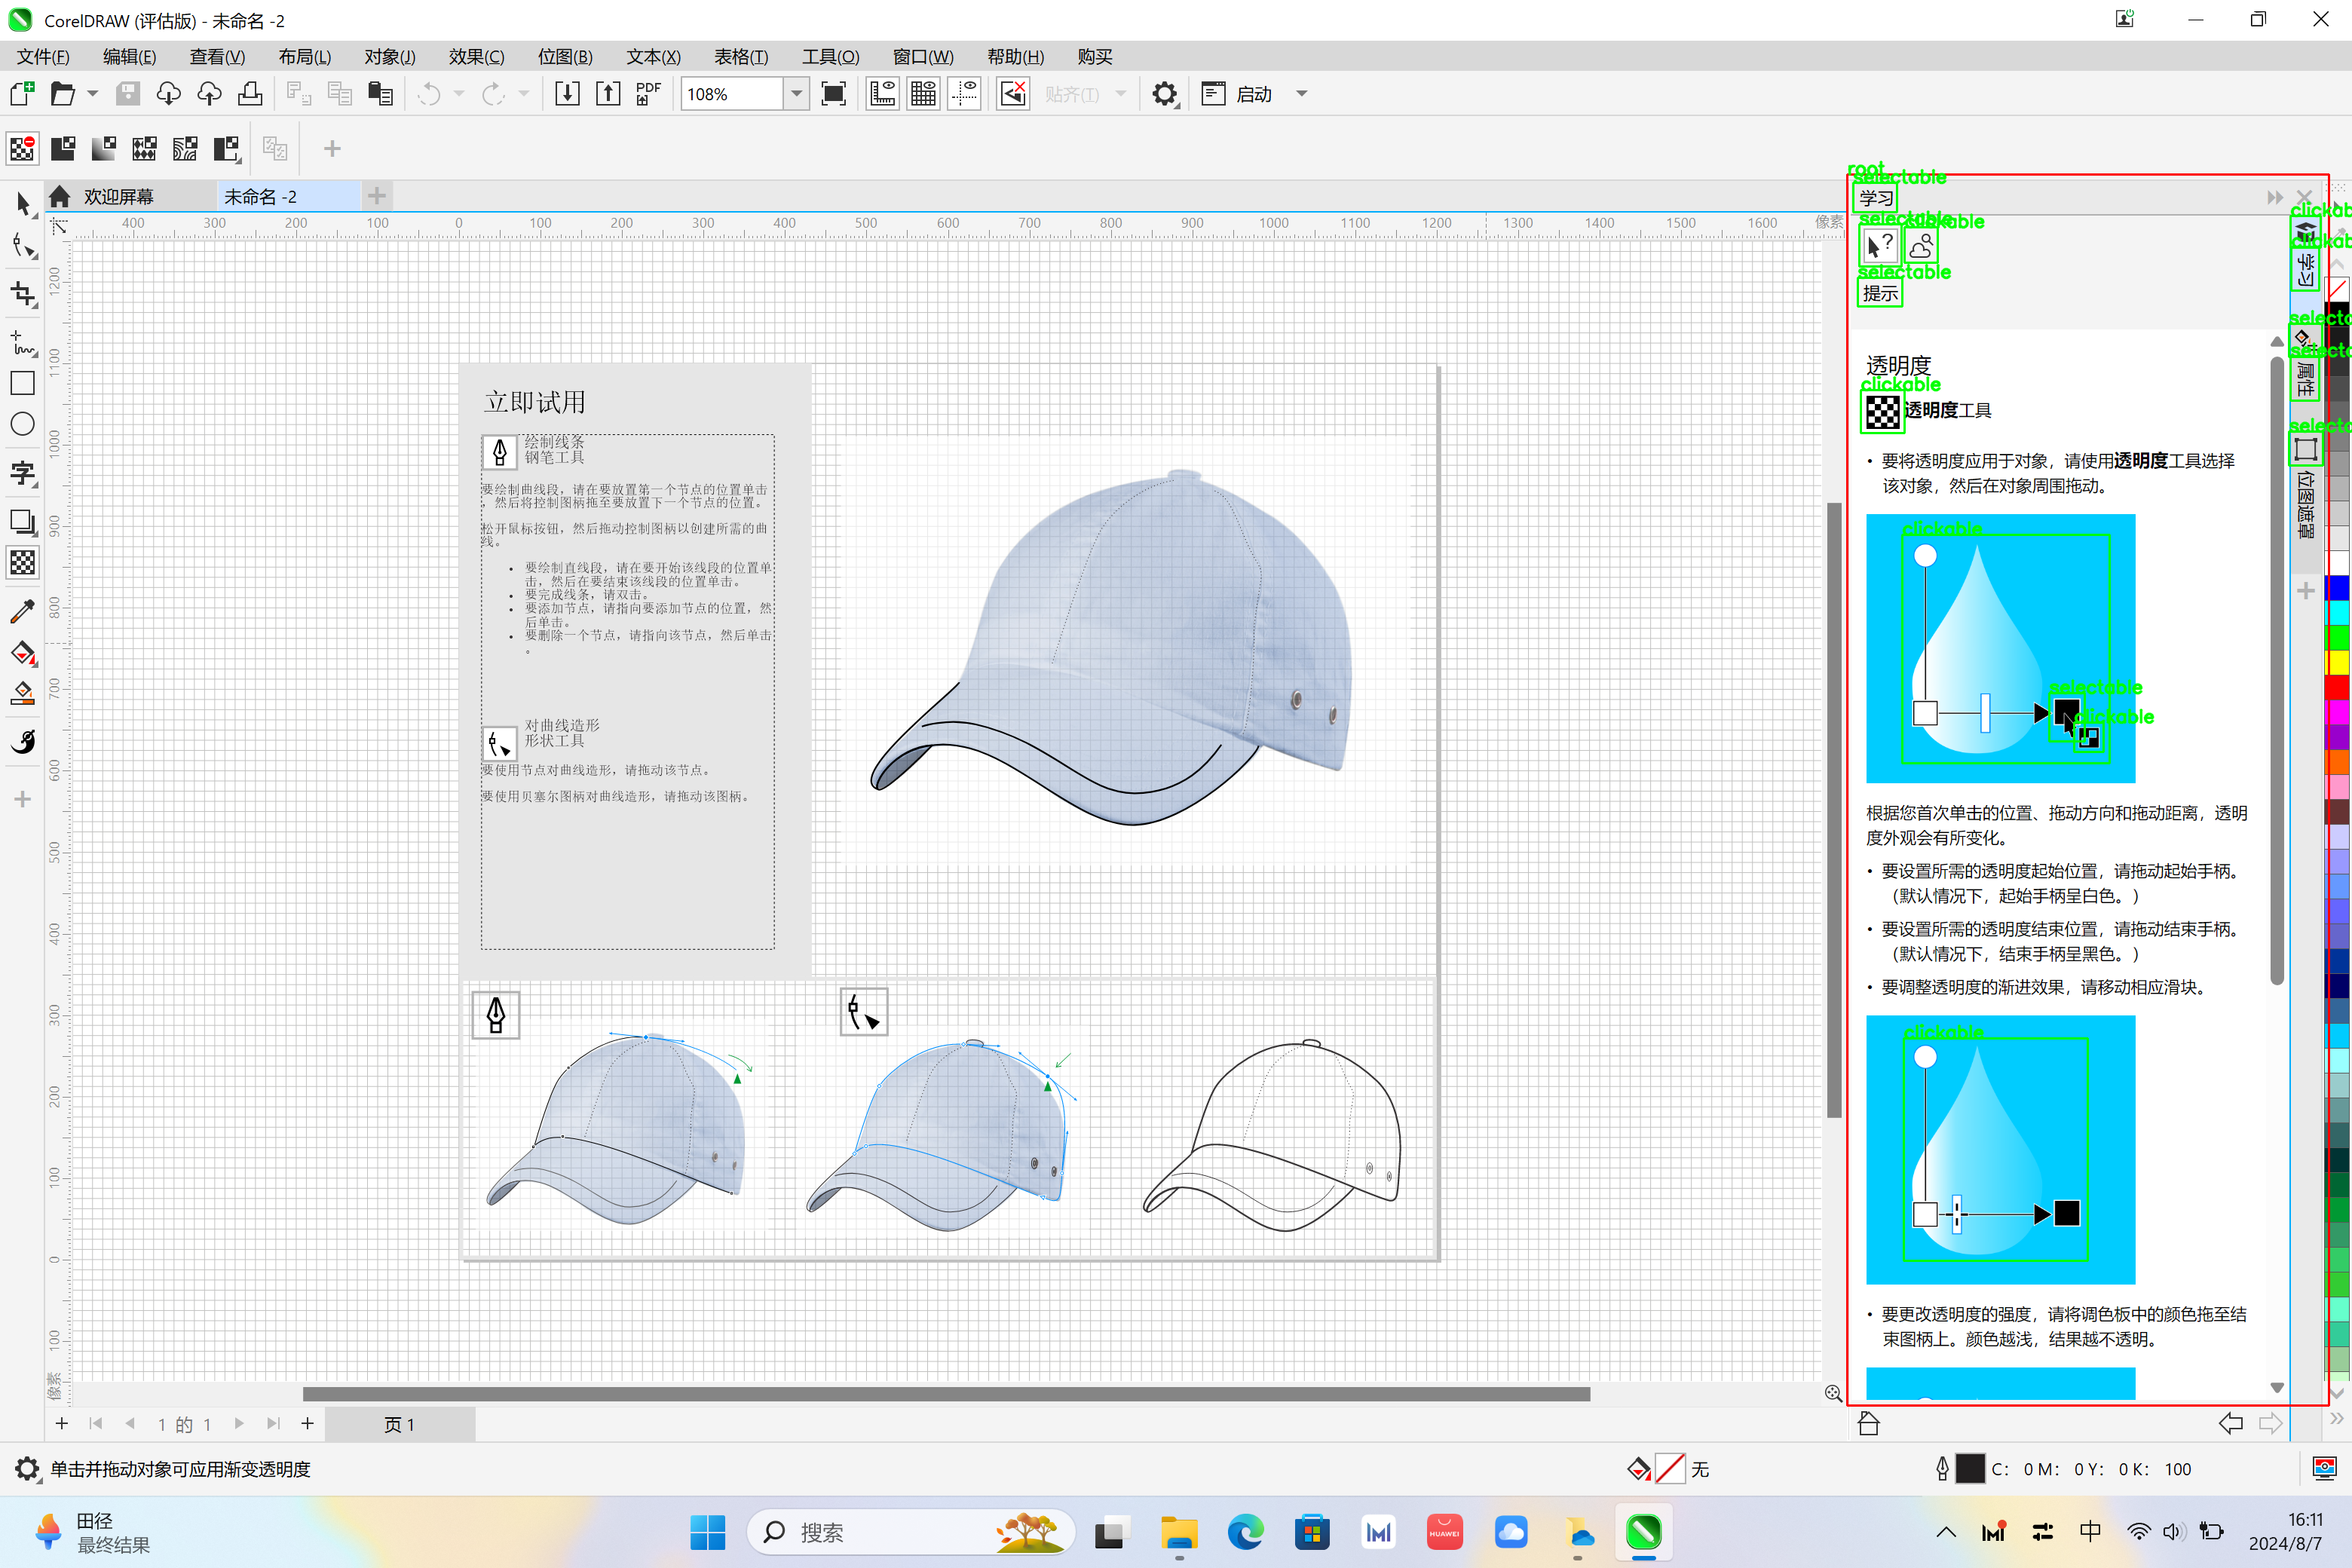 CorelDRAW (评估版) - 未命名 -2
文件(F) 编辑(E) 查看(V) 布局(L) 对象(J) 效果(C) 位图(B) 文本(X) 表格(T) 工具(O) 窗口(W) 帮助(H) 购买
PDF 108% 贴齐(T) 启动
欢迎屏幕 未命名 -2
400 300 200 100 0 100 200 300 400 500 600 700 800 900 1000 1100 1200 1300 1400 1500 1600 像素
1200
1100
1000
900
800
700
600
500
400
300
200
100
0
100
像素
立即试用
绘制线条
钢笔工具
要绘制曲线段，请在要放置第一个节点的位置单击
，然后将控制图柄拖至要放置下一个节点的位置。
松开鼠标按钮，然后拖动控制图柄以创建所需的曲
线。
• 要绘制直线段，请在要开始该线段的位置单
击，然后在要结束该线段的位置单击。
• 要完成线条，请双击。
• 要添加节点，请指向要添加节点的位置，然
后单击。
• 要删除一个节点，请指向该节点，然后单击
。
对曲线造形
形状工具
要使用节点对曲线造形，请拖动该节点。
要使用贝塞尔图柄对曲线造形，请拖动该图柄。
root
selectable
学习
selectable
clickable
selectable
提示
透明度
clickable
透明度工具
• 要将透明度应用于对象，请使用透明度工具选择
该对象，然后在对象周围拖动。
clickable
selectable
clickable
根据您首次单击的位置、拖动方向和拖动距离，透明
度外观会有所变化。
• 要设置所需的透明度起始位置，请拖动起始手柄。
（默认情况下，起始手柄呈白色。）
• 要设置所需的透明度结束位置，请拖动结束手柄。
（默认情况下，结束手柄呈黑色。）
• 要调整透明度的渐进效果，请移动相应滑块。
clickable
• 要更改透明度的强度，请将调色板中的颜色拖至结
束图柄上。颜色越浅，结果越不透明。
学习
属性
位图遮罩
1 的 1 页 1
单击并拖动对象可应用渐变透明度
无
C: 0 M: 0 Y: 0 K: 100
田径
最终结果
搜索
HUAWEI
中
16:11
2024/8/7